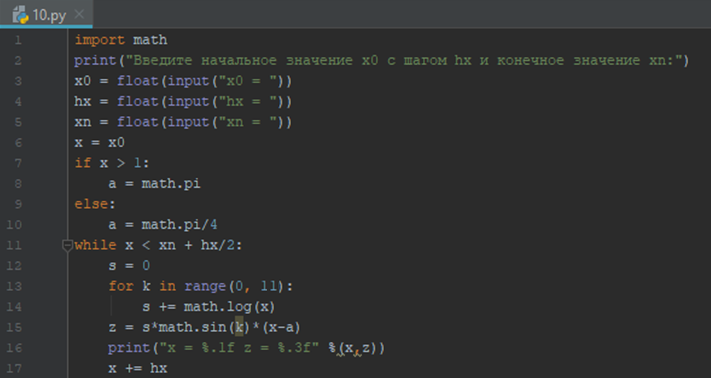 10.py
1 import math
2 print("Введите начальное значение x0 с шагом hx и конечное значение xn:")
3 x0 = float(input("x0 = "))
4 hx = float(input("hx = "))
5 xn = float(input("xn = "))
6 x = x0
7 if x > 1:
8 a = math.pi
9 else:
10 a = math.pi/4
11 while x < xn + hx/2:
12 s = 0
13 for k in range(0, 11):
14 s += math.log(x)
15 z = s*math.sin(k)*(x-a)
16 print("x = %.1f z = %.3f" %(x,z))
17 x += hx